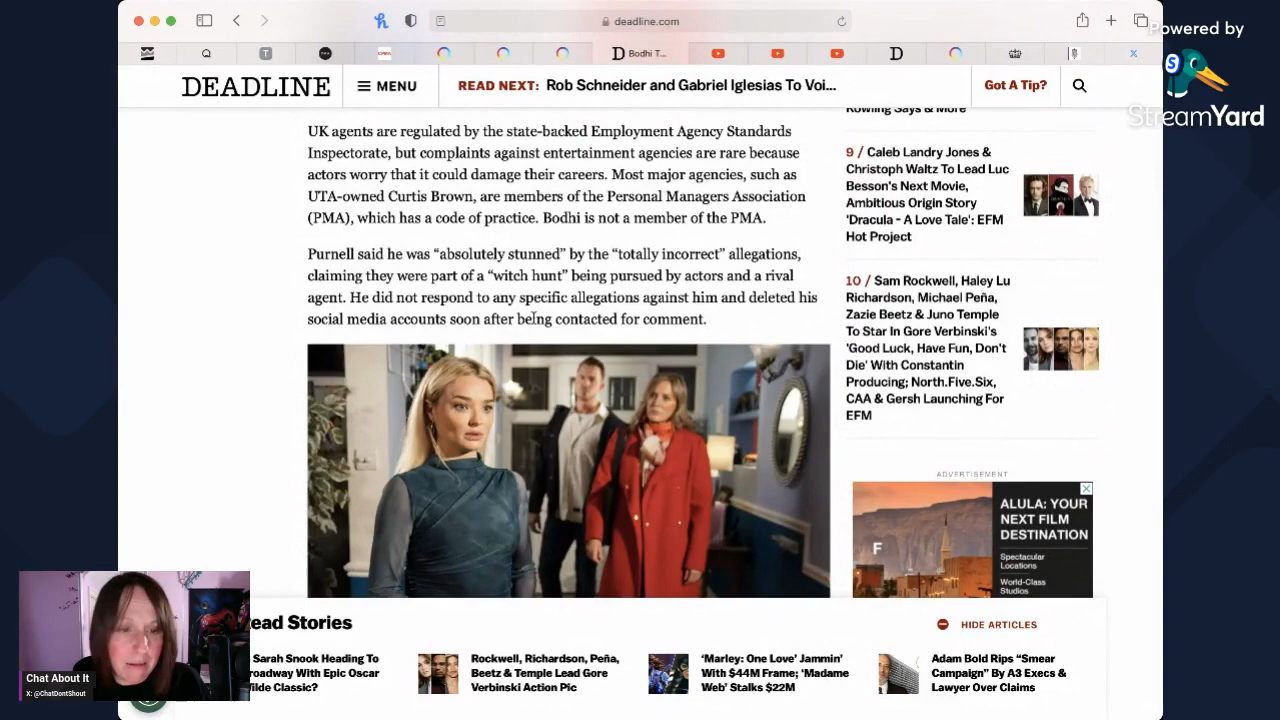 deadline.com
Powered by
StreamYard
D Bodhi T...
DEADLINE
MENU
READ NEXT: Rob Schneider and Gabriel Iglesias To Voi...
Got A Tip?
UK agents are regulated by the state-backed Employment Agency Standards
Inspectorate, but complaints against entertainment agencies are rare because
actors worry that it could damage their careers. Most major agencies, such as
UTA-owned Curtis Brown, are members of the Personal Managers Association
(PMA), which has a code of practice. Bodhi is not a member of the PMA.
Purnell said he was “absolutely stunned” by the “totally incorrect” allegations,
claiming they were part of a “witch hunt” being pursued by actors and a rival
agent. He did not respond to any specific allegations against him and deleted his
social media accounts soon after being contacted for comment.
Rowling Says & More
9 / Caleb Landry Jones &
Christoph Waltz To Lead Luc
Besson's Next Movie,
Ambitious Origin Story
'Dracula - A Love Tale': EFM
Hot Project
10 / Sam Rockwell, Haley Lu
Richardson, Michael Peña,
Zazie Beetz & Juno Temple
To Star In Gore Verbinski's
'Good Luck, Have Fun, Don't
Die' With Constantin
Producing; North.Five.Six,
CAA & Gersh Launching For
EFM
ADVERTISEMENT
ALULA: YOUR
NEXT FILM
DESTINATION
Spectacular
Locations
World-Class
Studios
F
ead Stories
HIDE ARTICLES
Sarah Snook Heading To
roadway With Epic Oscar
ilde Classic?
Rockwell, Richardson, Peña,
Beetz & Temple Lead Gore
Verbinski Action Pic
‘Marley: One Love’ Jammin’
With $44M Frame; ‘Madame
Web’ Stalks $22M
Adam Bold Rips “Smear
Campaign” By A3 Execs &
Lawyer Over Claims
Chat About It
X: @ChatDontShout